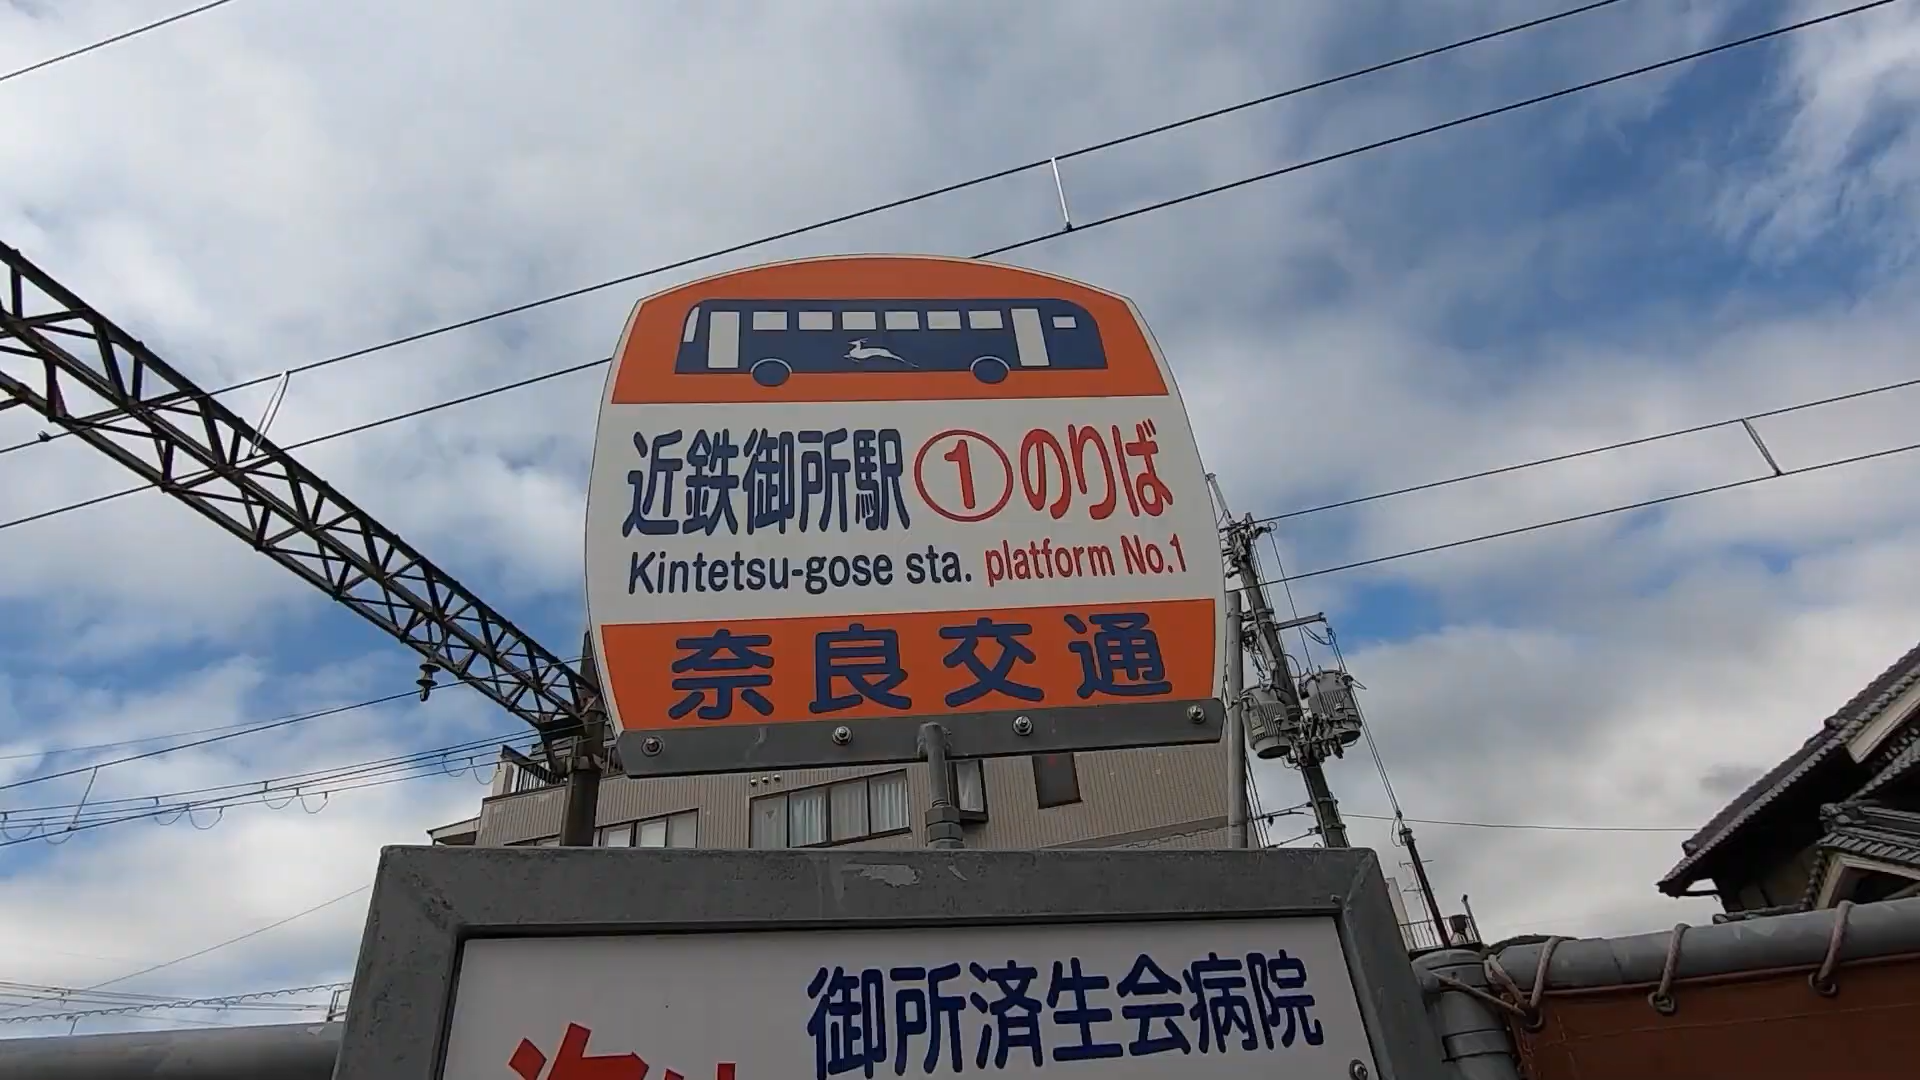 近鉄御所駅①のりば
Kintetsu-gose sta. platform No.1
奈良交通
御所済生会病院